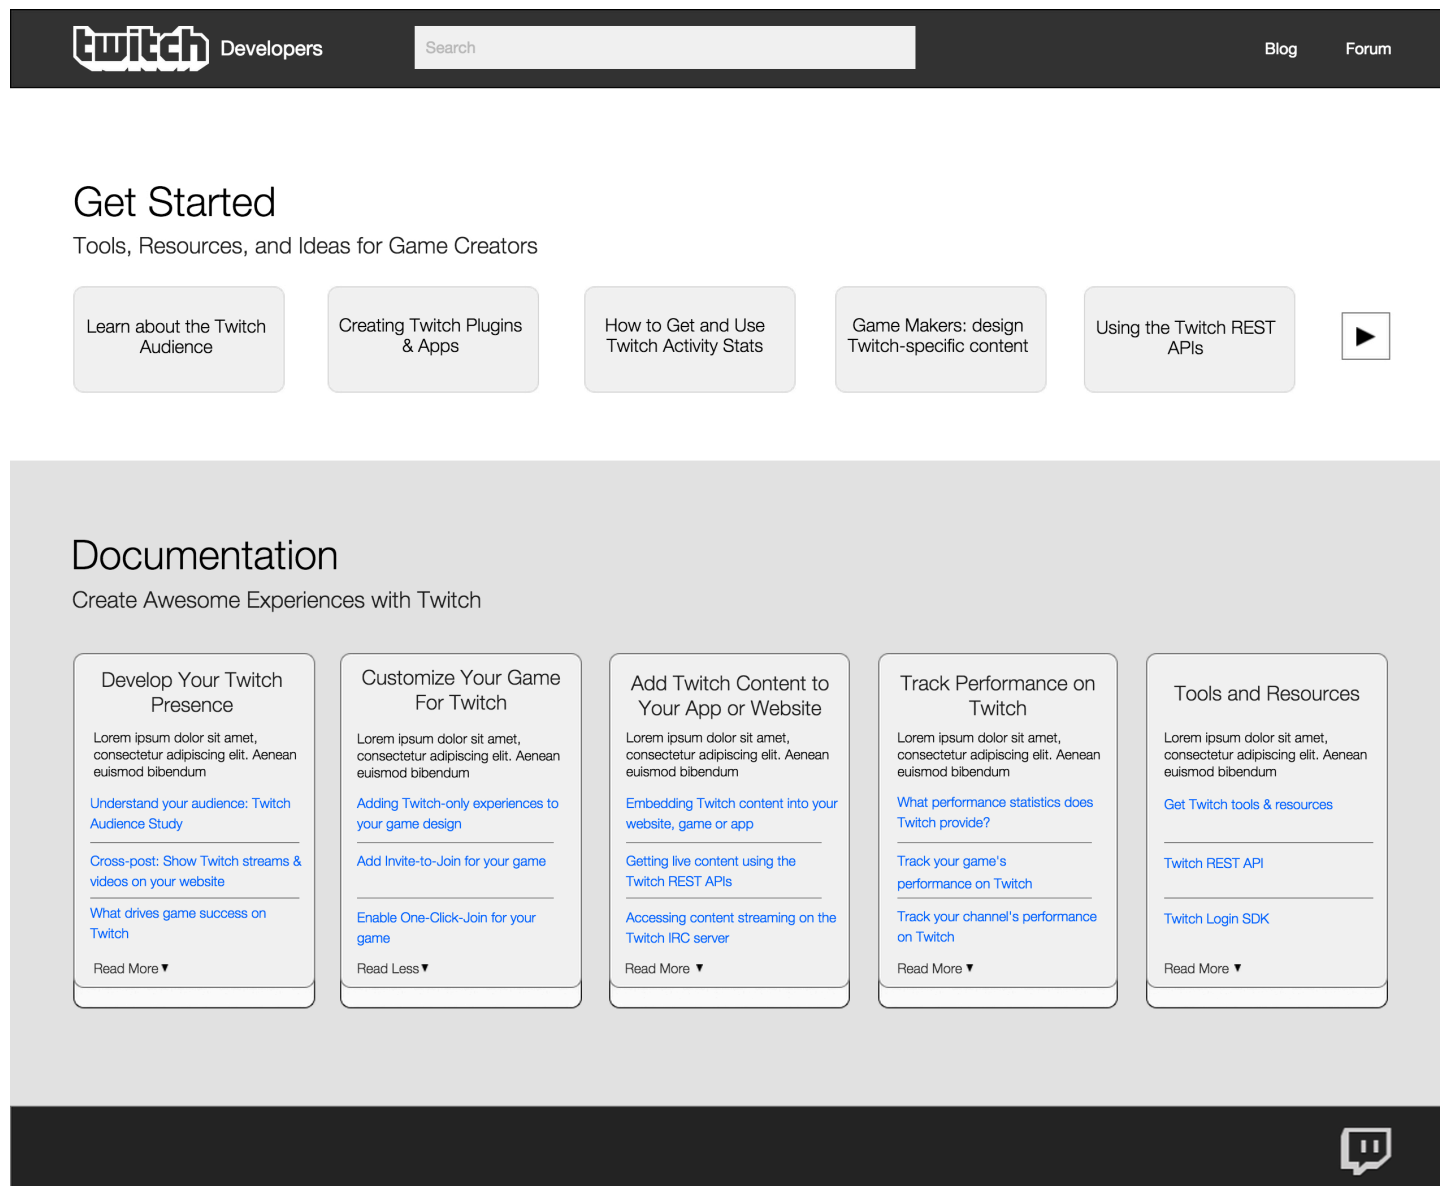 twitch Developers
Search
Blog
Forum
Get Started
Tools, Resources, and Ideas for Game Creators
Learn about the Twitch
Audience
Creating Twitch Plugins
& Apps
How to Get and Use
Twitch Activity Stats
Game Makers: design
Twitch-specific content
Using the Twitch REST
APIs
Documentation
Create Awesome Experiences with Twitch
Develop Your Twitch
Presence
Lorem ipsum dolor sit amet,
consectetur adipiscing elit. Aenean
euismod bibendum
Understand your audience: Twitch
Audience Study
Cross-post: Show Twitch streams &
videos on your website
What drives game success on
Twitch
Read More ▼
Customize Your Game
For Twitch
Lorem ipsum dolor sit amet,
consectetur adipiscing elit. Aenean
euismod bibendum
Adding Twitch-only experiences to
your game design
Add Invite-to-Join for your game
Enable One-Click-Join for your
game
Read Less ▼
Add Twitch Content to
Your App or Website
Lorem ipsum dolor sit amet,
consectetur adipiscing elit. Aenean
euismod bibendum
Embedding Twitch content into your
website, game or app
Getting live content using the
Twitch REST APIs
Accessing content streaming on the
Twitch IRC server
Read More ▼
Track Performance on
Twitch
Lorem ipsum dolor sit amet,
consectetur adipiscing elit. Aenean
euismod bibendum
What performance statistics does
Twitch provide?
Track your game's
performance on Twitch
Track your channel's performance
on Twitch
Read More ▼
Tools and Resources
Lorem ipsum dolor sit amet,
consectetur adipiscing elit. Aenean
euismod bibendum
Get Twitch tools & resources
Twitch REST API
Twitch Login SDK
Read More ▼